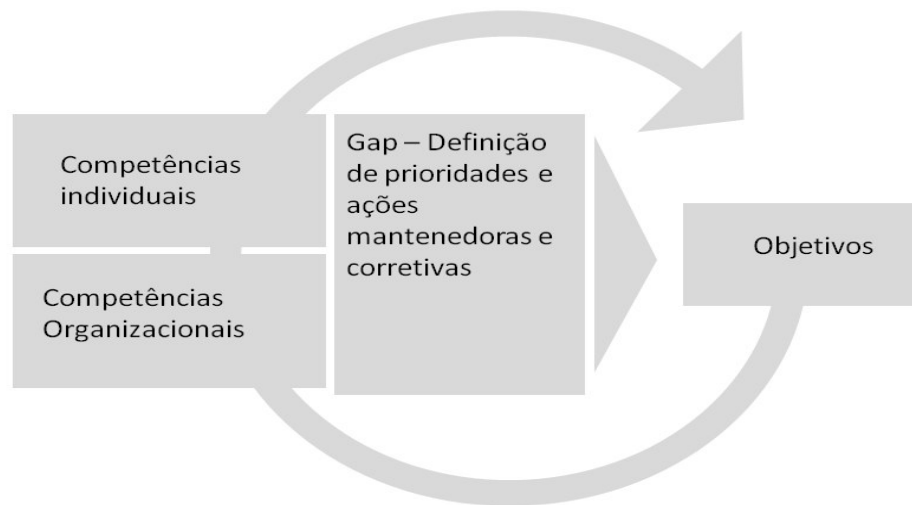 Competências
individuais
Competências
Organizacionais
Gap – Definição
de prioridades e
ações
mantenedoras e
corretivas
Objetivos